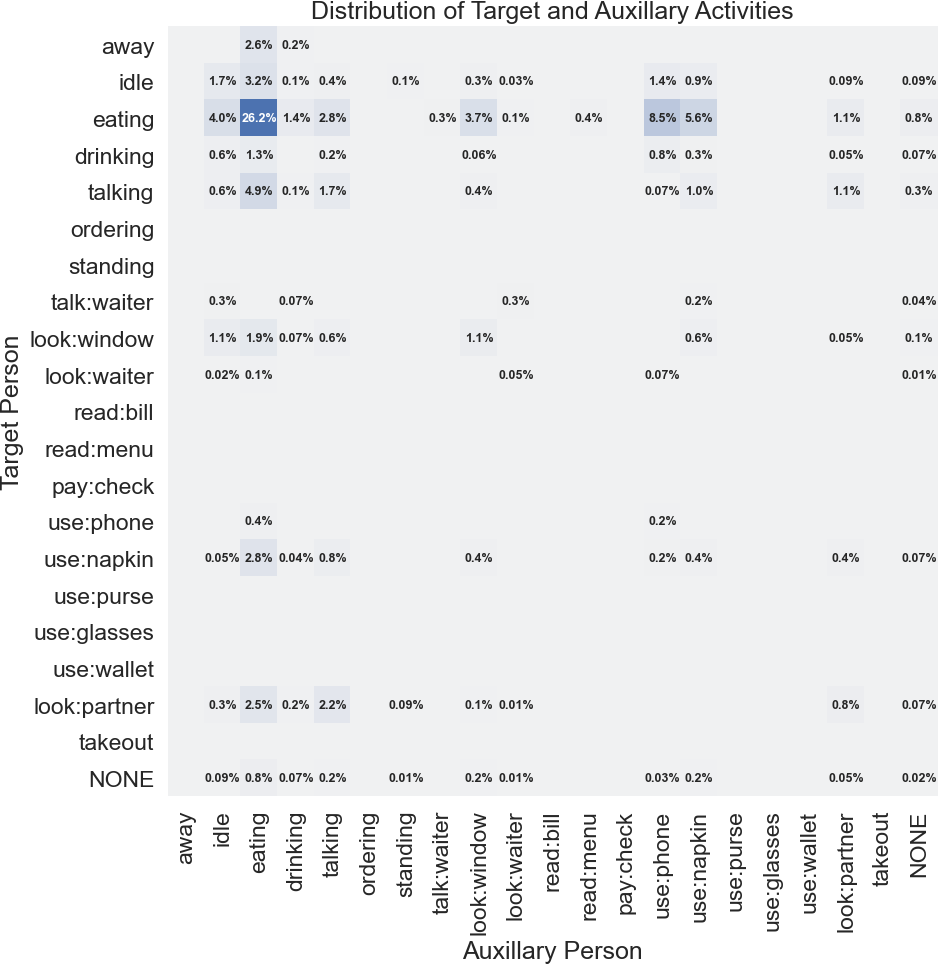 Distribution of Target and Auxillary Activities
away 2.6% 0.2%
idle 1.7% 3.2% 0.1% 0.4% 0.1% 0.3% 0.03% 1.4% 0.9% 0.09% 0.09%
eating 4.0% 26.2% 1.4% 2.8% 0.3% 3.7% 0.1% 0.4% 8.5% 5.6% 1.1% 0.8%
drinking 0.6% 1.3% 0.2% 0.06% 0.8% 0.3% 0.05% 0.07%
talking 0.6% 4.9% 0.1% 1.7% 0.4% 0.07% 1.0% 1.1% 0.3%
ordering
standing
talk:waiter 0.3% 0.07% 0.3% 0.2% 0.04%
look:window 1.1% 1.9% 0.07% 0.6% 1.1% 0.6% 0.05% 0.1%
look:waiter 0.02% 0.1% 0.05% 0.07% 0.01%
read:bill
read:menu
pay:check
use:phone 0.4% 0.2%
use:napkin 0.05% 2.8% 0.04% 0.8% 0.4% 0.2% 0.4% 0.4% 0.07%
use:purse
use:glasses
use:wallet
look:partner 0.3% 2.5% 0.2% 2.2% 0.09% 0.1% 0.01% 0.8% 0.07%
takeout
NONE 0.09% 0.8% 0.07% 0.2% 0.01% 0.2% 0.01% 0.03% 0.2% 0.05% 0.02%
Target Person
away
idle
eating
drinking
talking
ordering
standing
talk:waiter
look:window
look:waiter
read:bill
read:menu
pay:check
use:phone
use:napkin
use:purse
use:glasses
use:wallet
look:partner
takeout
NONE
Auxillary Person